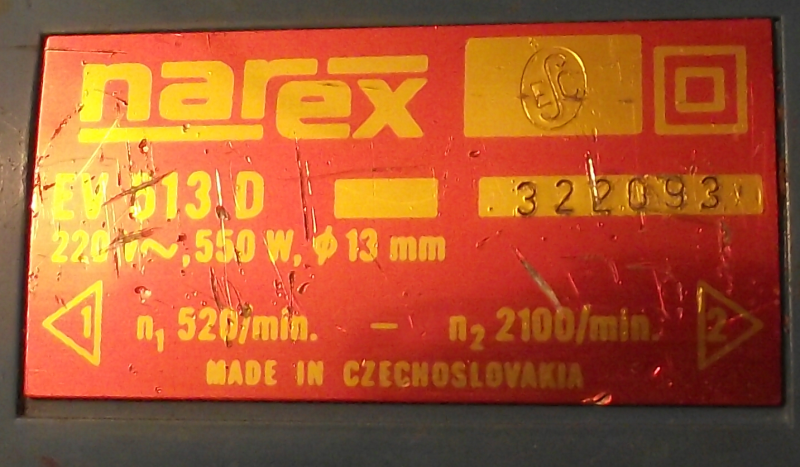 narex
ESČ
EV 513 D
322093
220 V~, 550 W, ϕ 13 mm
1 n₁ 520/min. – n₂ 2100/min. 2
MADE IN CZECHOSLOVAKIA